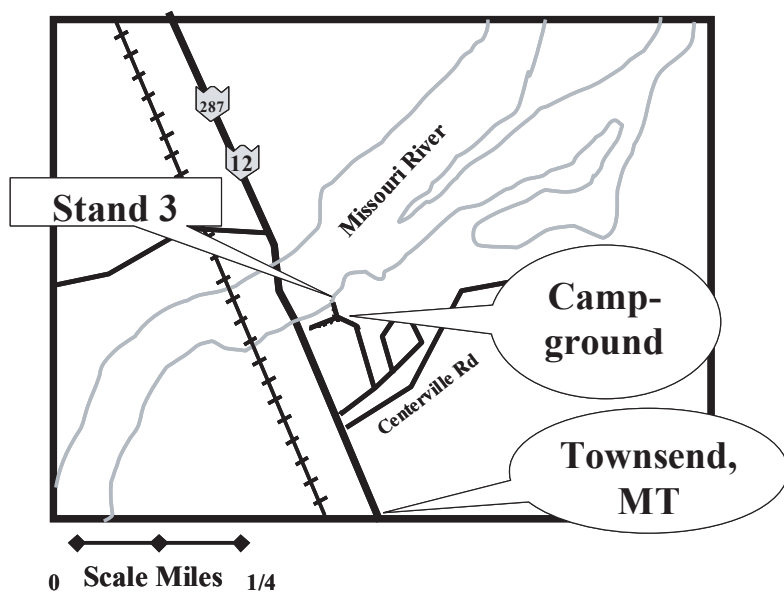 287
12
Missouri River
Stand 3
Camp-
ground
Centerville Rd
Townsend,
MT
0 Scale Miles 1/4